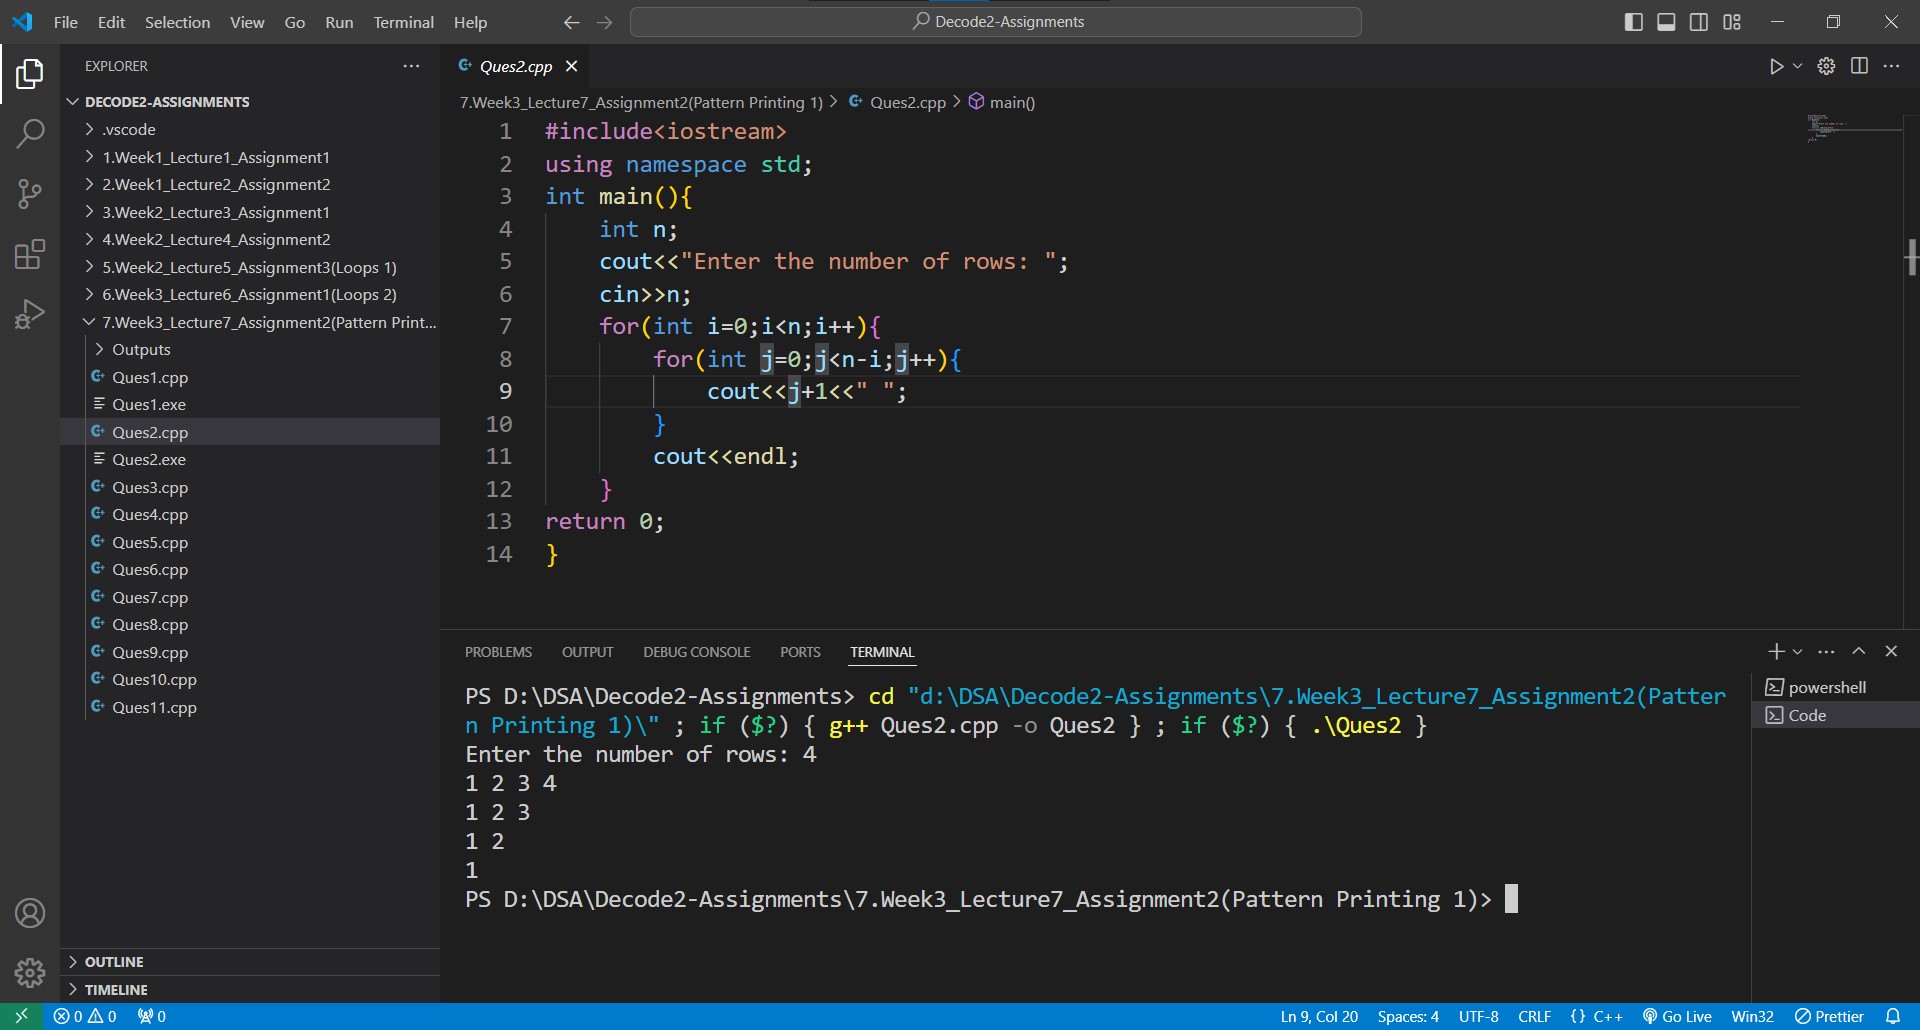 File Edit Selection View Go Run Terminal Help
Decode2-Assignments
EXPLORER
DECODE2-ASSIGNMENTS
.vscode
1.Week1_Lecture1_Assignment1
2.Week1_Lecture2_Assignment2
3.Week2_Lecture3_Assignment1
4.Week2_Lecture4_Assignment2
5.Week2_Lecture5_Assignment3(Loops 1)
6.Week3_Lecture6_Assignment1(Loops 2)
7.Week3_Lecture7_Assignment2(Pattern Print...
Outputs
Ques1.cpp
Ques1.exe
Ques2.cpp
Ques2.exe
Ques3.cpp
Ques4.cpp
Ques5.cpp
Ques6.cpp
Ques7.cpp
Ques8.cpp
Ques9.cpp
Ques10.cpp
Ques11.cpp
OUTLINE
TIMELINE
Ques2.cpp
7.Week3_Lecture7_Assignment2(Pattern Printing 1) > Ques2.cpp > main()
1 #include<iostream>
2 using namespace std;
3 int main(){
4 int n;
5 cout<<"Enter the number of rows: ";
6 cin>>n;
7 for(int i=0;i<n;i++){
8 for(int j=0;j<n-i;j++){
9 cout<<j+1<<" ";
10 }
11 cout<<endl;
12 }
13 return 0;
14 }
PROBLEMS OUTPUT DEBUG CONSOLE PORTS TERMINAL
PS D:\DSA\Decode2-Assignments> cd "d:\DSA\Decode2-Assignments\7.Week3_Lecture7_Assignment2(Patter
n Printing 1)\" ; if ($?) { g++ Ques2.cpp -o Ques2 } ; if ($?) { .\Ques2 }
Enter the number of rows: 4
1 2 3 4
1 2 3
1 2
1
PS D:\DSA\Decode2-Assignments\7.Week3_Lecture7_Assignment2(Pattern Printing 1)>
powershell
Code
0 0 0
Ln 9, Col 20 Spaces: 4 UTF-8 CRLF {} C++ Go Live Win32 Prettier